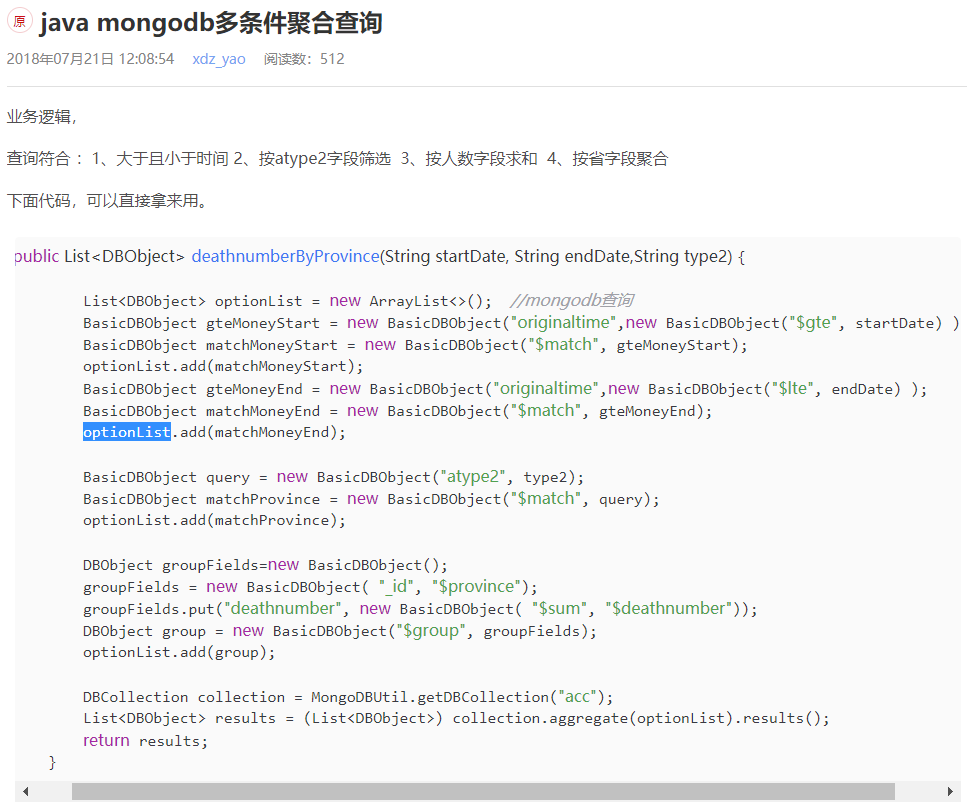 原 java mongodb多条件聚合查询
2018年07月21日 12:08:54 xdz_yao 阅读数：512
业务逻辑，
查询符合： 1、大于且小于时间 2、按atype2字段筛选 3、按人数字段求和 4、按省字段聚合
下面代码，可以直接拿来用。
public List<DBObject> deathnumberByProvince(String startDate, String endDate,String type2) {
List<DBObject> optionList = new ArrayList<>(); //mongodb查询
BasicDBObject gteMoneyStart = new BasicDBObject("originaltime",new BasicDBObject("$gte", startDate) )
BasicDBObject matchMoneyStart = new BasicDBObject("$match", gteMoneyStart);
optionList.add(matchMoneyStart);
BasicDBObject gteMoneyEnd = new BasicDBObject("originaltime",new BasicDBObject("$lte", endDate) );
BasicDBObject matchMoneyEnd = new BasicDBObject("$match", gteMoneyEnd);
optionList.add(matchMoneyEnd);
BasicDBObject query = new BasicDBObject("atype2", type2);
BasicDBObject matchProvince = new BasicDBObject("$match", query);
optionList.add(matchProvince);
DBObject groupFields=new BasicDBObject();
groupFields = new BasicDBObject( "_id", "$province");
groupFields.put("deathnumber", new BasicDBObject( "$sum", "$deathnumber"));
DBObject group = new BasicDBObject("$group", groupFields);
optionList.add(group);
DBCollection collection = MongoDBUtil.getDBCollection("acc");
List<DBObject> results = (List<DBObject>) collection.aggregate(optionList).results();
return results;
}